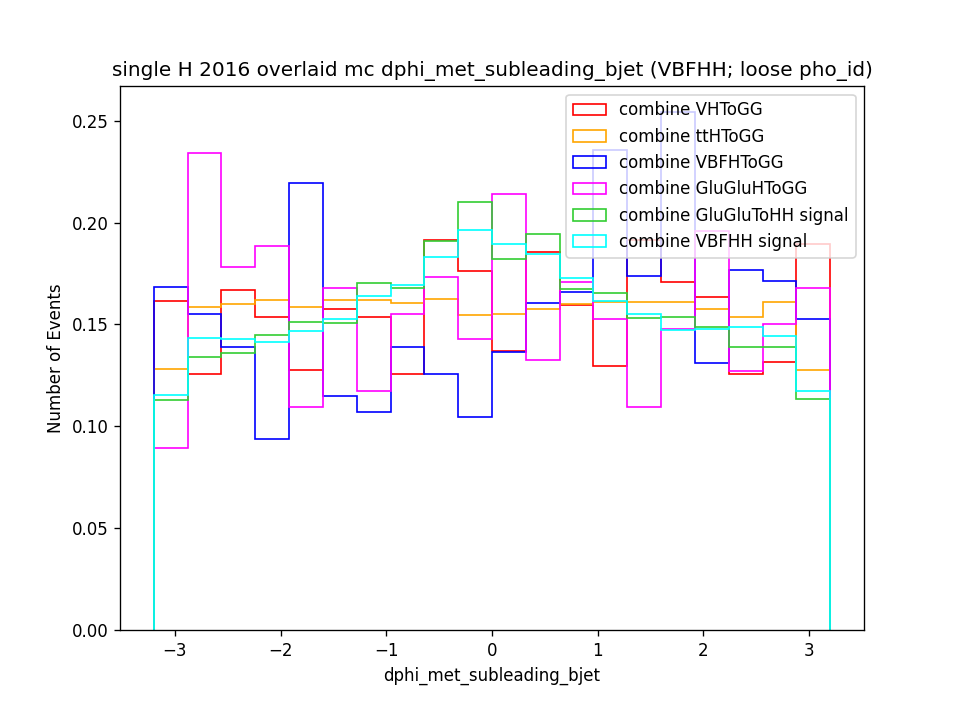 single H 2016 overlaid mc dphi_met_subleading_bjet (VBFHH; loose pho_id)
combine VHToGG
combine ttHToGG
combine VBFHToGG
combine GluGluHToGG
combine GluGluToHH signal
combine VBFHH signal
0.25
0.20
0.15
0.10
0.05
0.00
Number of Events
−3 −2 −1 0 1 2 3
dphi_met_subleading_bjet